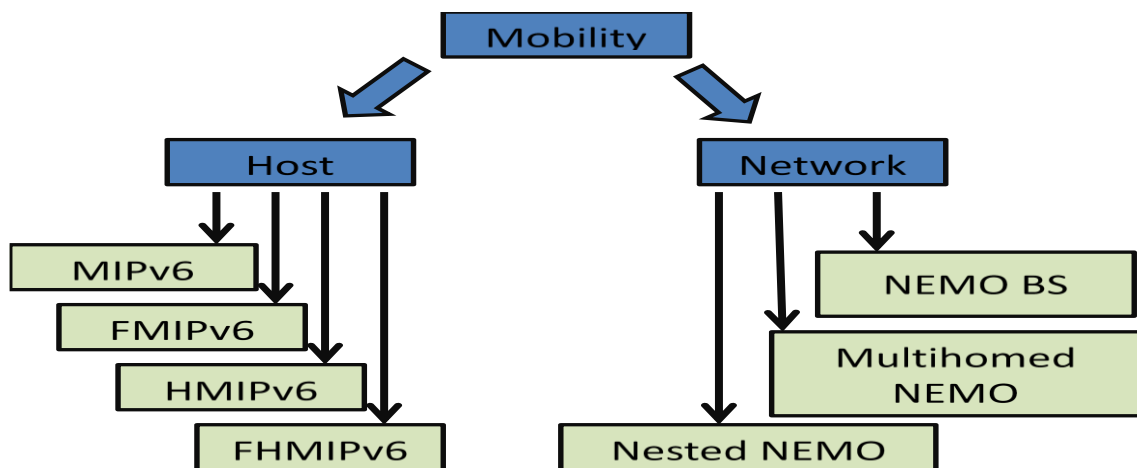 Mobility
Host
Network
MIPv6
NEMO BS
FMIPv6
Multihomed
NEMO
HMIPv6
FHMIPv6
Nested NEMO